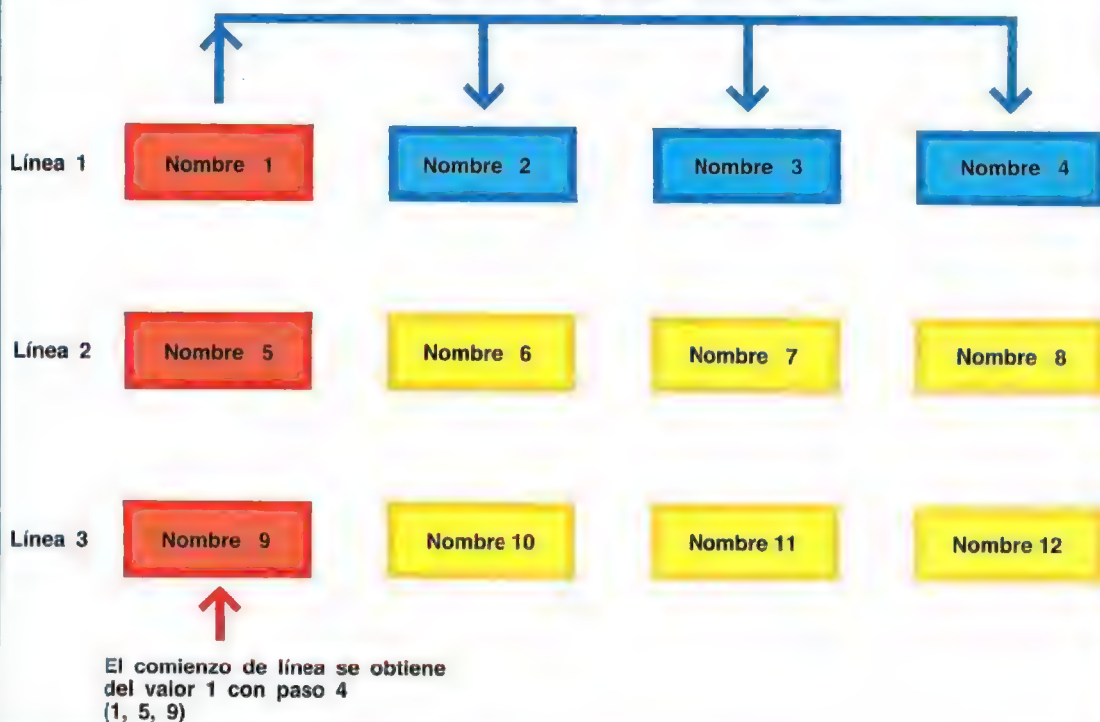 Línea 1 Nombre 1 Nombre 2 Nombre 3 Nombre 4
Línea 2 Nombre 5 Nombre 6 Nombre 7 Nombre 8
Línea 3 Nombre 9 Nombre 10 Nombre 11 Nombre 12
El comienzo de línea se obtiene
del valor 1 con paso 4
(1, 5, 9)